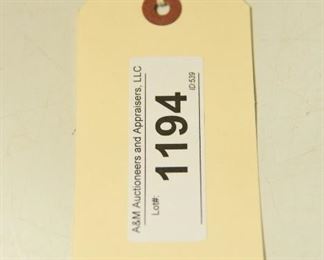 A&M Auctioneers and Appraisers, LLC
Lot#: 1194
ID:539